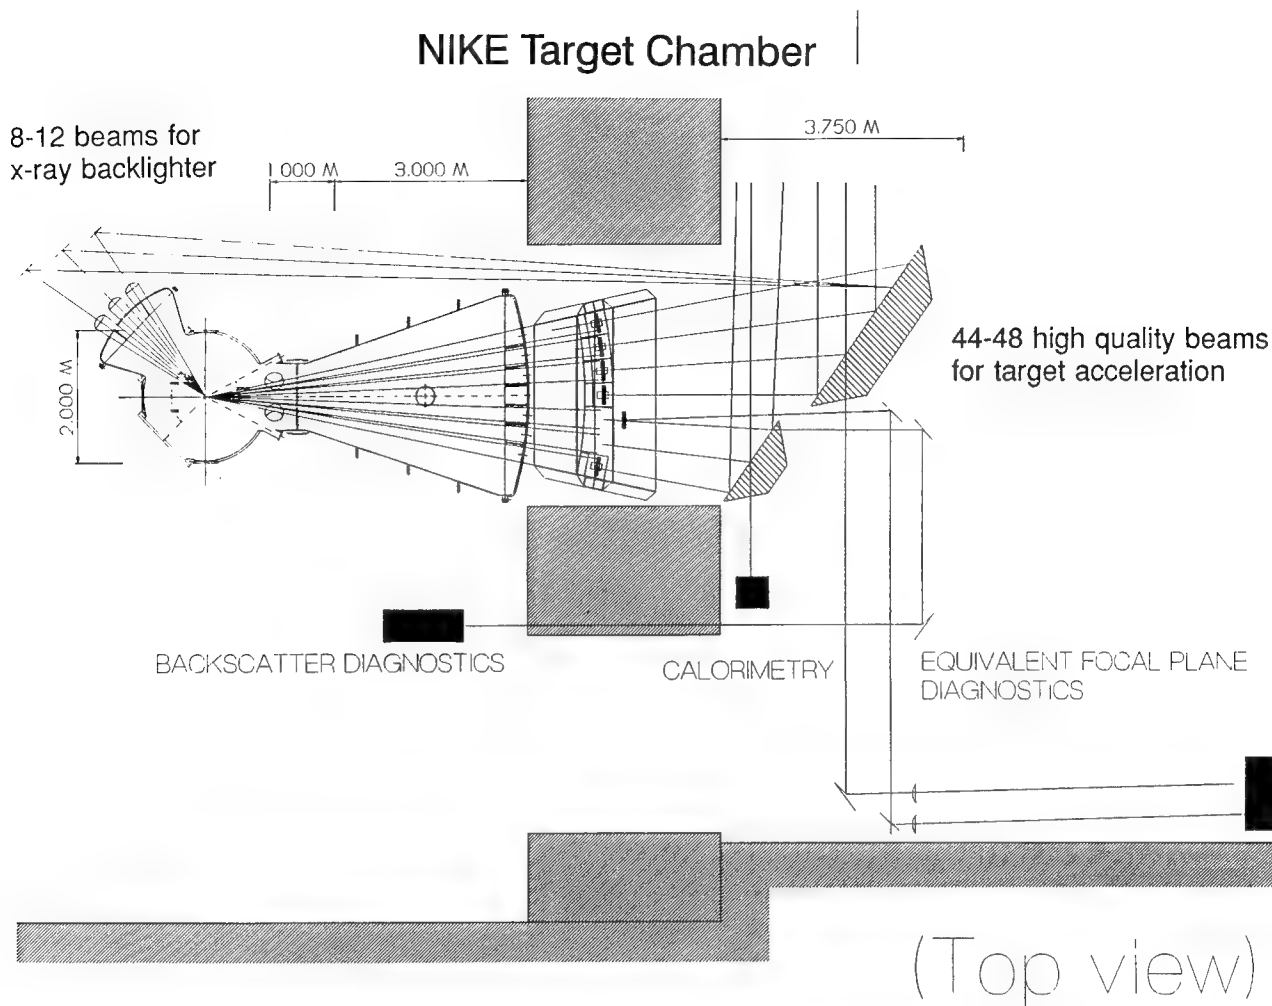 NIKE Target Chamber
8-12 beams for
x-ray backlighter
3.750 M
1.000 M
3.000 M
2.000 M
44-48 high quality beams
for target acceleration
BACKSCATTER DIAGNOSTICS
CALORIMETRY
EQUIVALENT FOCAL PLANE
DIAGNOSTICS
(Top view)